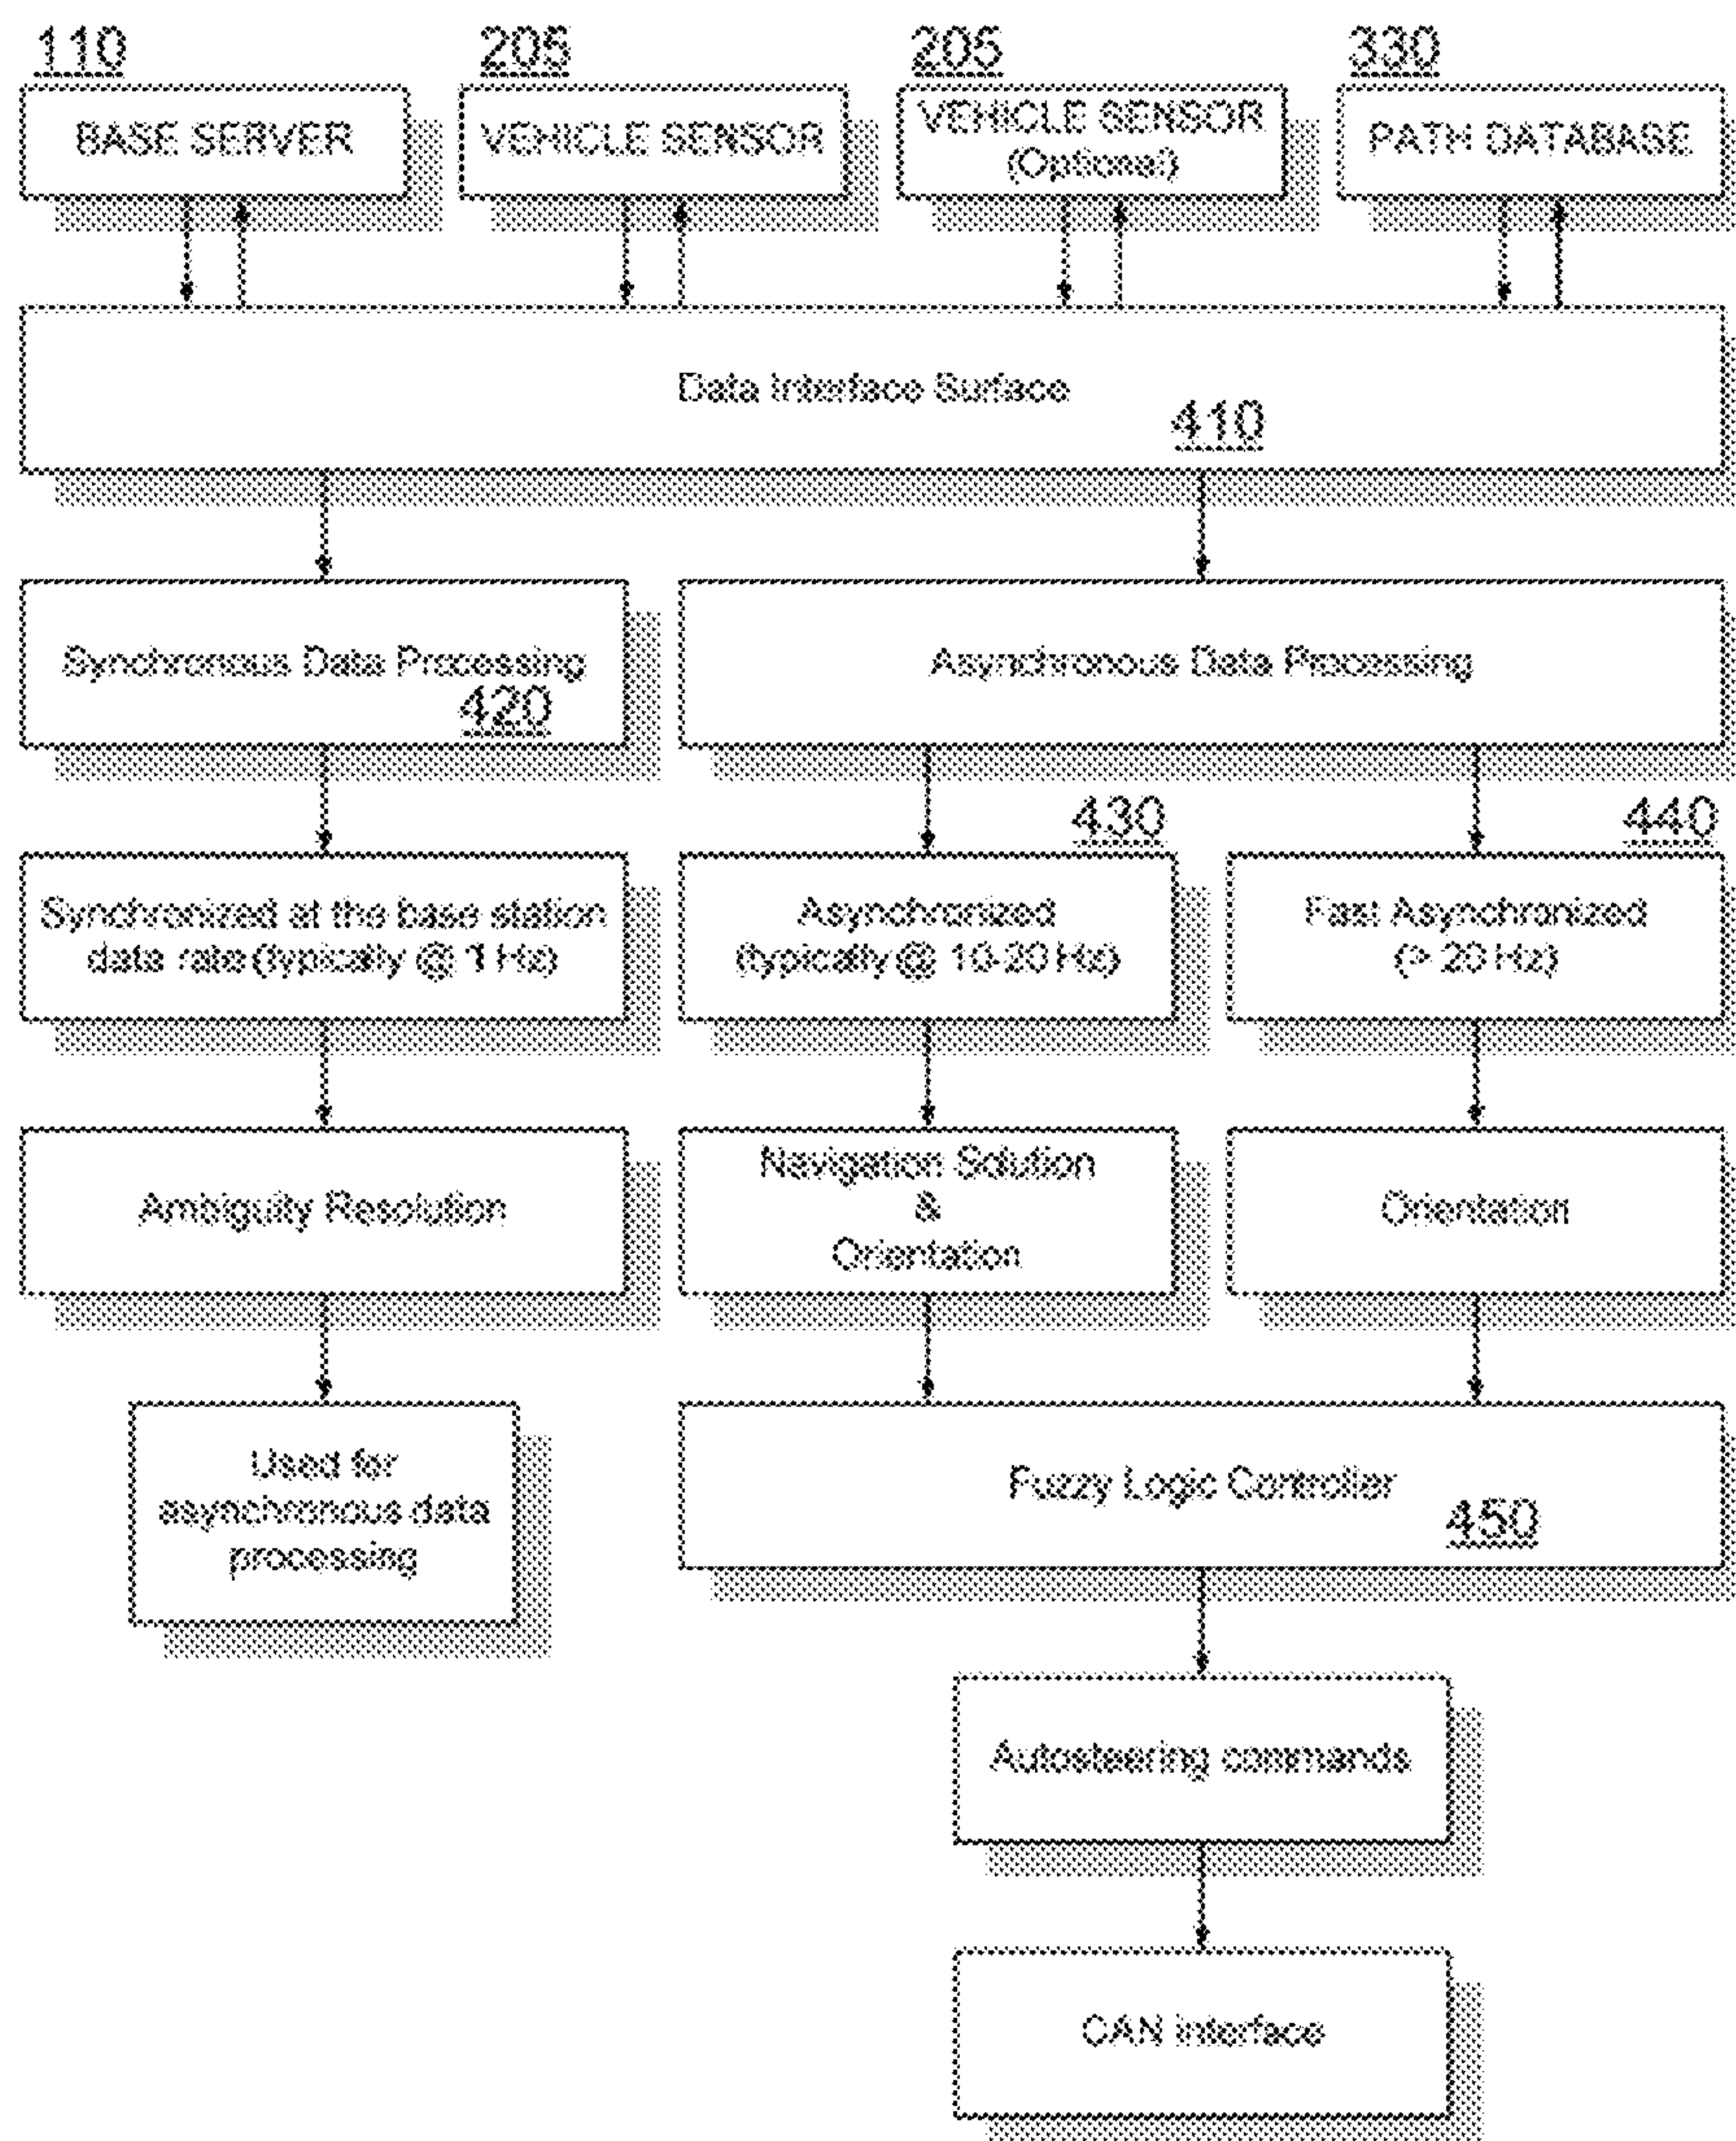 110
205
205
330
BASE SERVER
VEHICLE SENSOR
VEHICLE SENSOR
(Optional)
PATH DATABASE
Data Interface Surface
410
Synchronous Data Processing
420
Asynchronous Data Processing
430
440
Synchronized at the base station
data rate (typically @ 1 Hz)
Asynchronized
(typically @ 10-20 Hz)
Fast Asynchronized
(> 20 Hz)
Ambiguity Resolution
Navigation Solution
&
Orientation
Orientation
Used for
asynchronous data
processing
Fuzzy Logic Controller
450
Autosteering commands
CAN interface